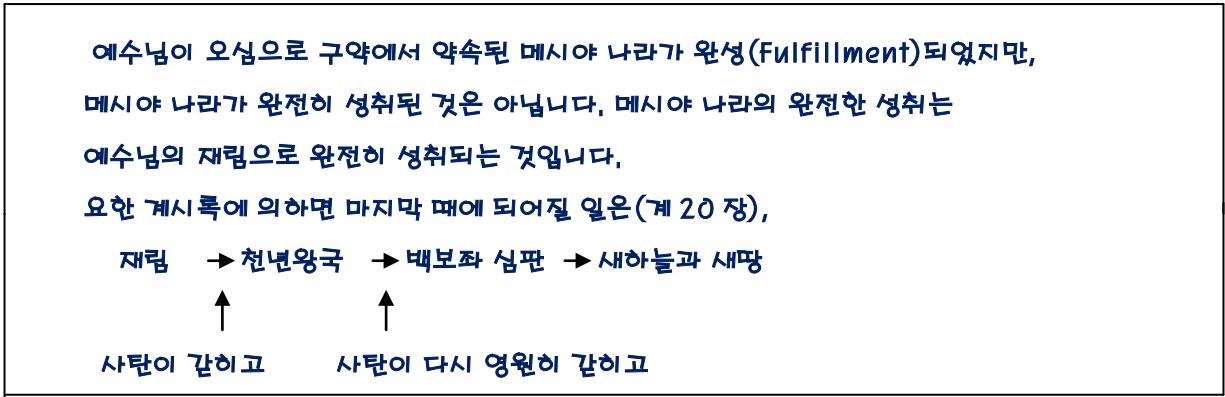 예수님이 오심으로 구약에서 약속된 메시야 나라가 완성(Fulfillment)되었지만,
메시야 나라가 완전히 성취된 것은 아닙니다. 메시야 나라의 완전한 성취는
예수님의 재림으로 완전히 성취되는 것입니다.
요한 계시록에 의하면 마지막 때에 되어질 일은(계 20 장),
재림 → 천년왕국 → 백보좌 심판 → 새하늘과 새땅
사탄이 갇히고 사탄이 다시 영원히 갇히고